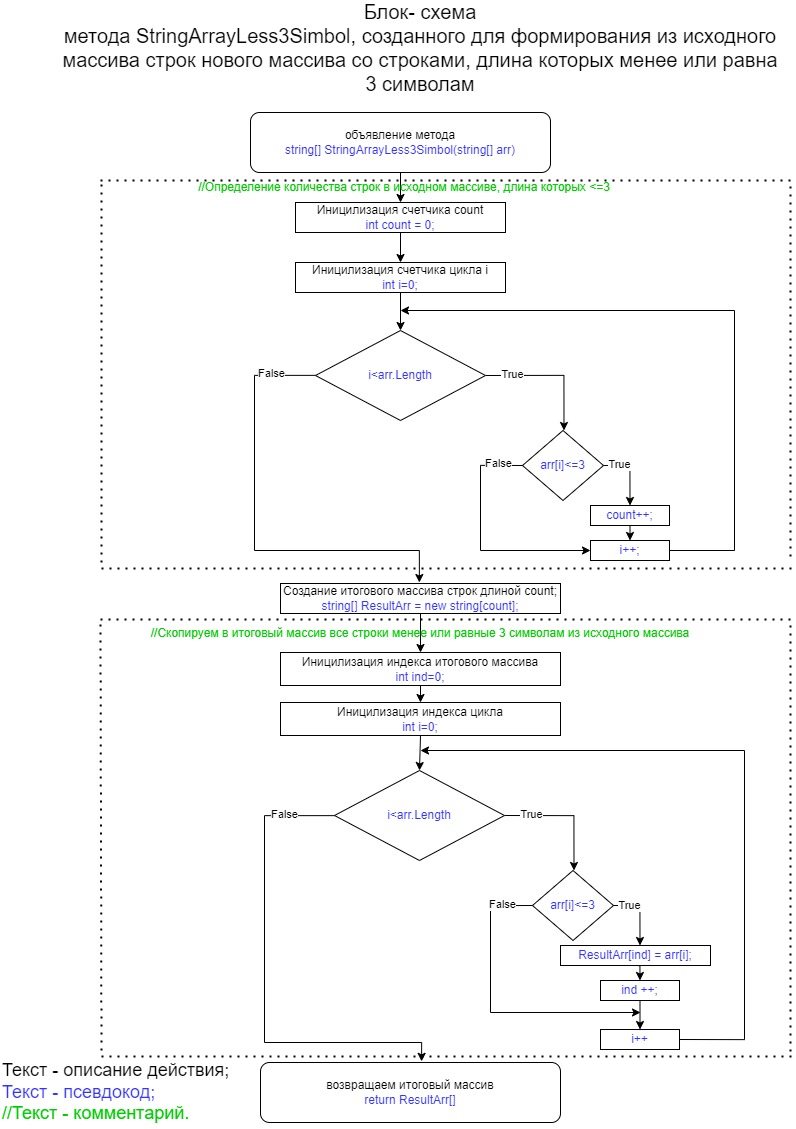 Блок- схема
метода StringArrayLess3Simbol, созданного для формирования из исходного
массива строк нового массива со строками, длина которых менее или равна
3 символам
объявление метода
string[] StringArrayLess3Simbol(string[] arr)
//Определение количества строк в исходном массиве, длина которых <=3
Иницилизация счетчика count
int count = 0;
Иницилизация счетчика цикла i
int i=0;
False
i<arr.Length
True
False
arr[i]<=3
True
count++;
i++;
Создание итогового массива строк длиной count;
string[] ResultArr = new string[count];
//Скопируем в итоговый массив все строки менее или равные 3 символам из исходного массива
Иницилизация индекса итогового массива
int ind=0;
Иницилизация индекса цикла
int i=0;
False
i<arr.Length
True
False
arr[i]<=3
True
ResultArr[ind] = arr[i];
ind ++;
i++
Текст - описание действия;
Текст - псевдокод;
//Текст - комментарий.
возвращаем итоговый массив
return ResultArr[]